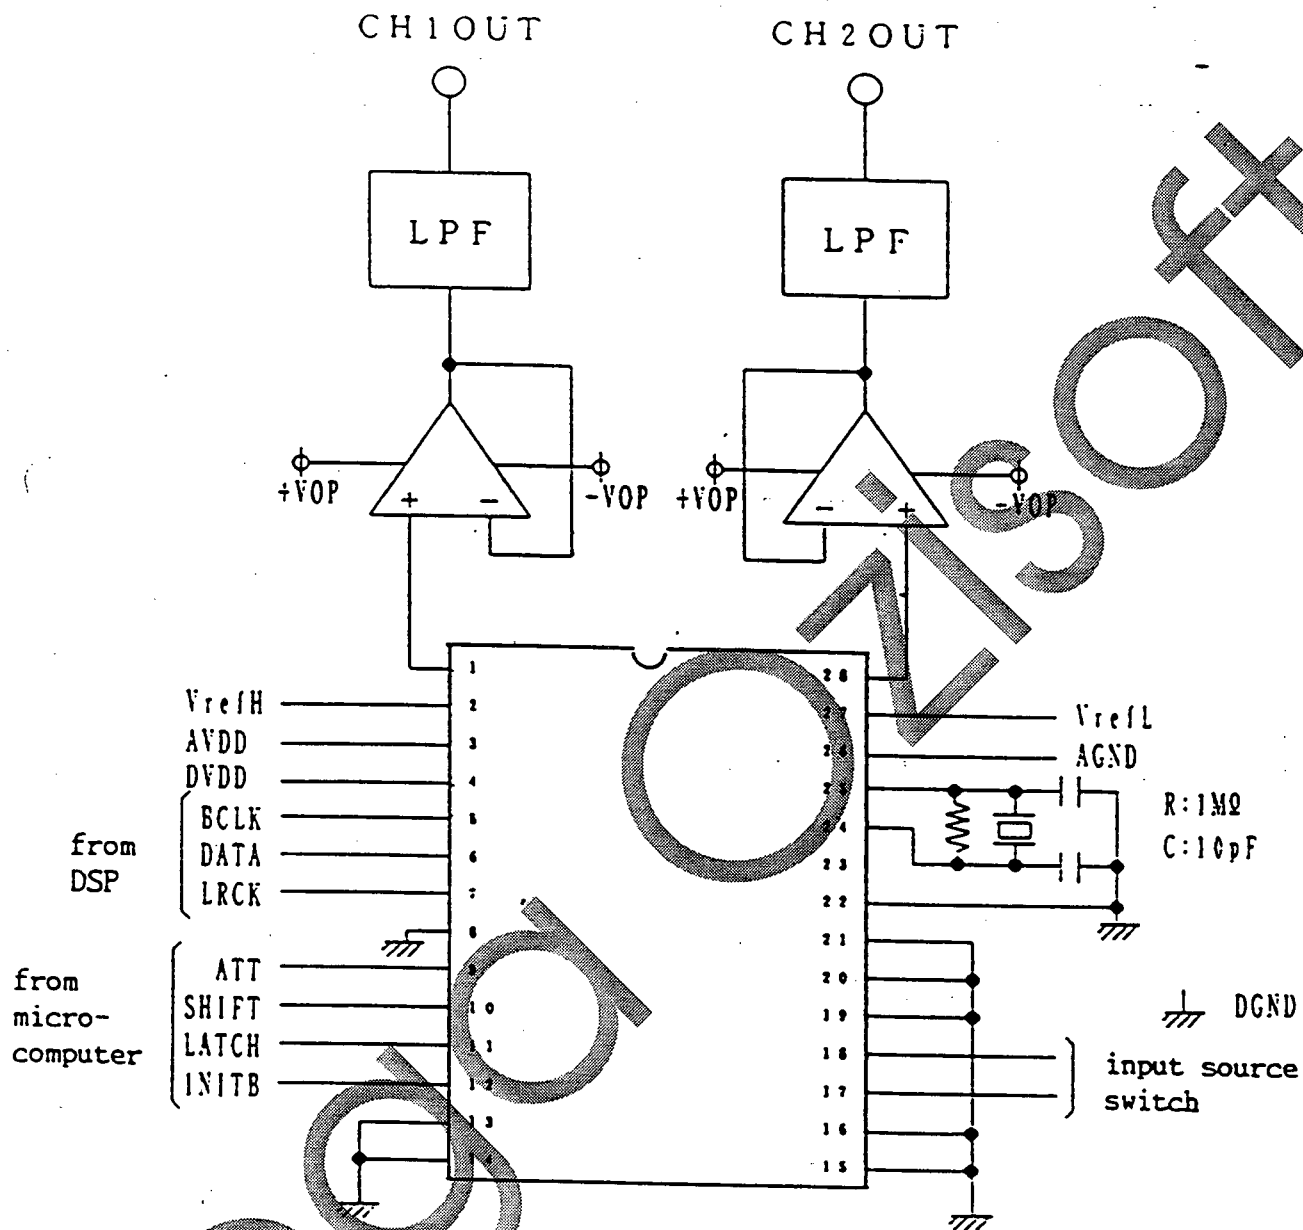 CH1OUT
CH2OUT
LPF
LPF
+VOP
-VOP
+VOP
-VOP
+
-
-
+
1
28
VrefH
2
27
VrefL
AVDD
3
26
AGND
DVDD
4
25
BCLK
5
24
R:1MΩ
C:10pF
from
DSP
DATA
6
23
LRCK
7
22
8
21
from
micro-
computer
ATT
9
20
SHIFT
10
19
DGND
LATCH
11
18
input source
switch
INITB
12
17
13
16
14
15